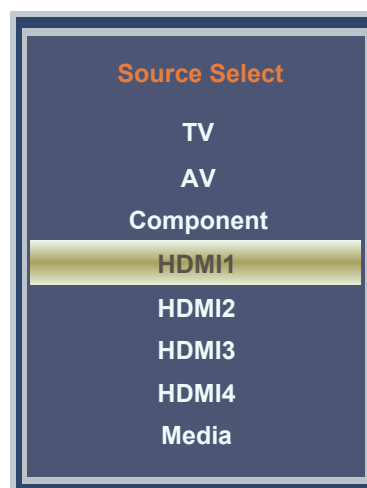 Source Select
TV
AV
Component
HDMI1
HDMI2
HDMI3
HDMI4
Media